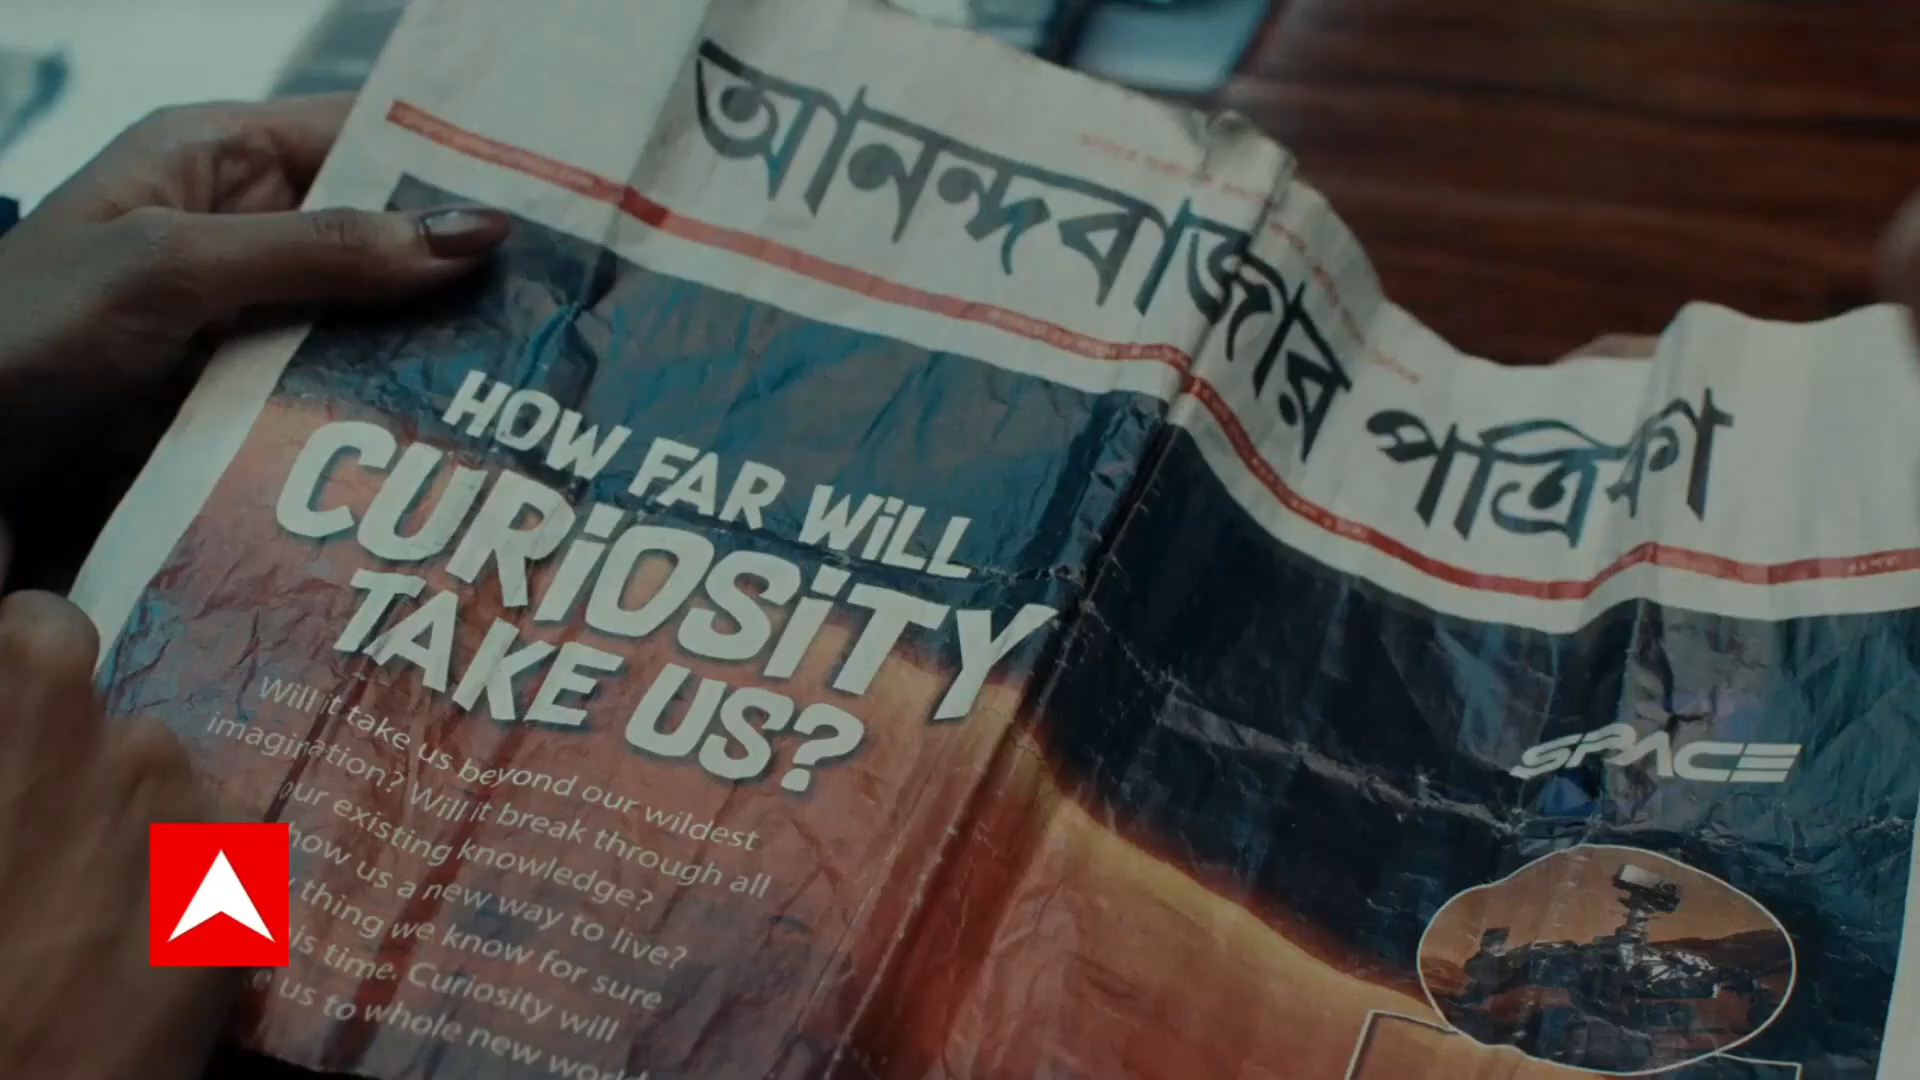 আনন্দবাজার পত্রিকা
HOW FAR WiLL
CURiOSiTY
TAKE US?
Will it take us beyond our wildest
imagination? Will it break through all
our existing knowledge?
how us a new way to live?
thing we know for sure
is time. Curiosity will
us to whole new
SPACE